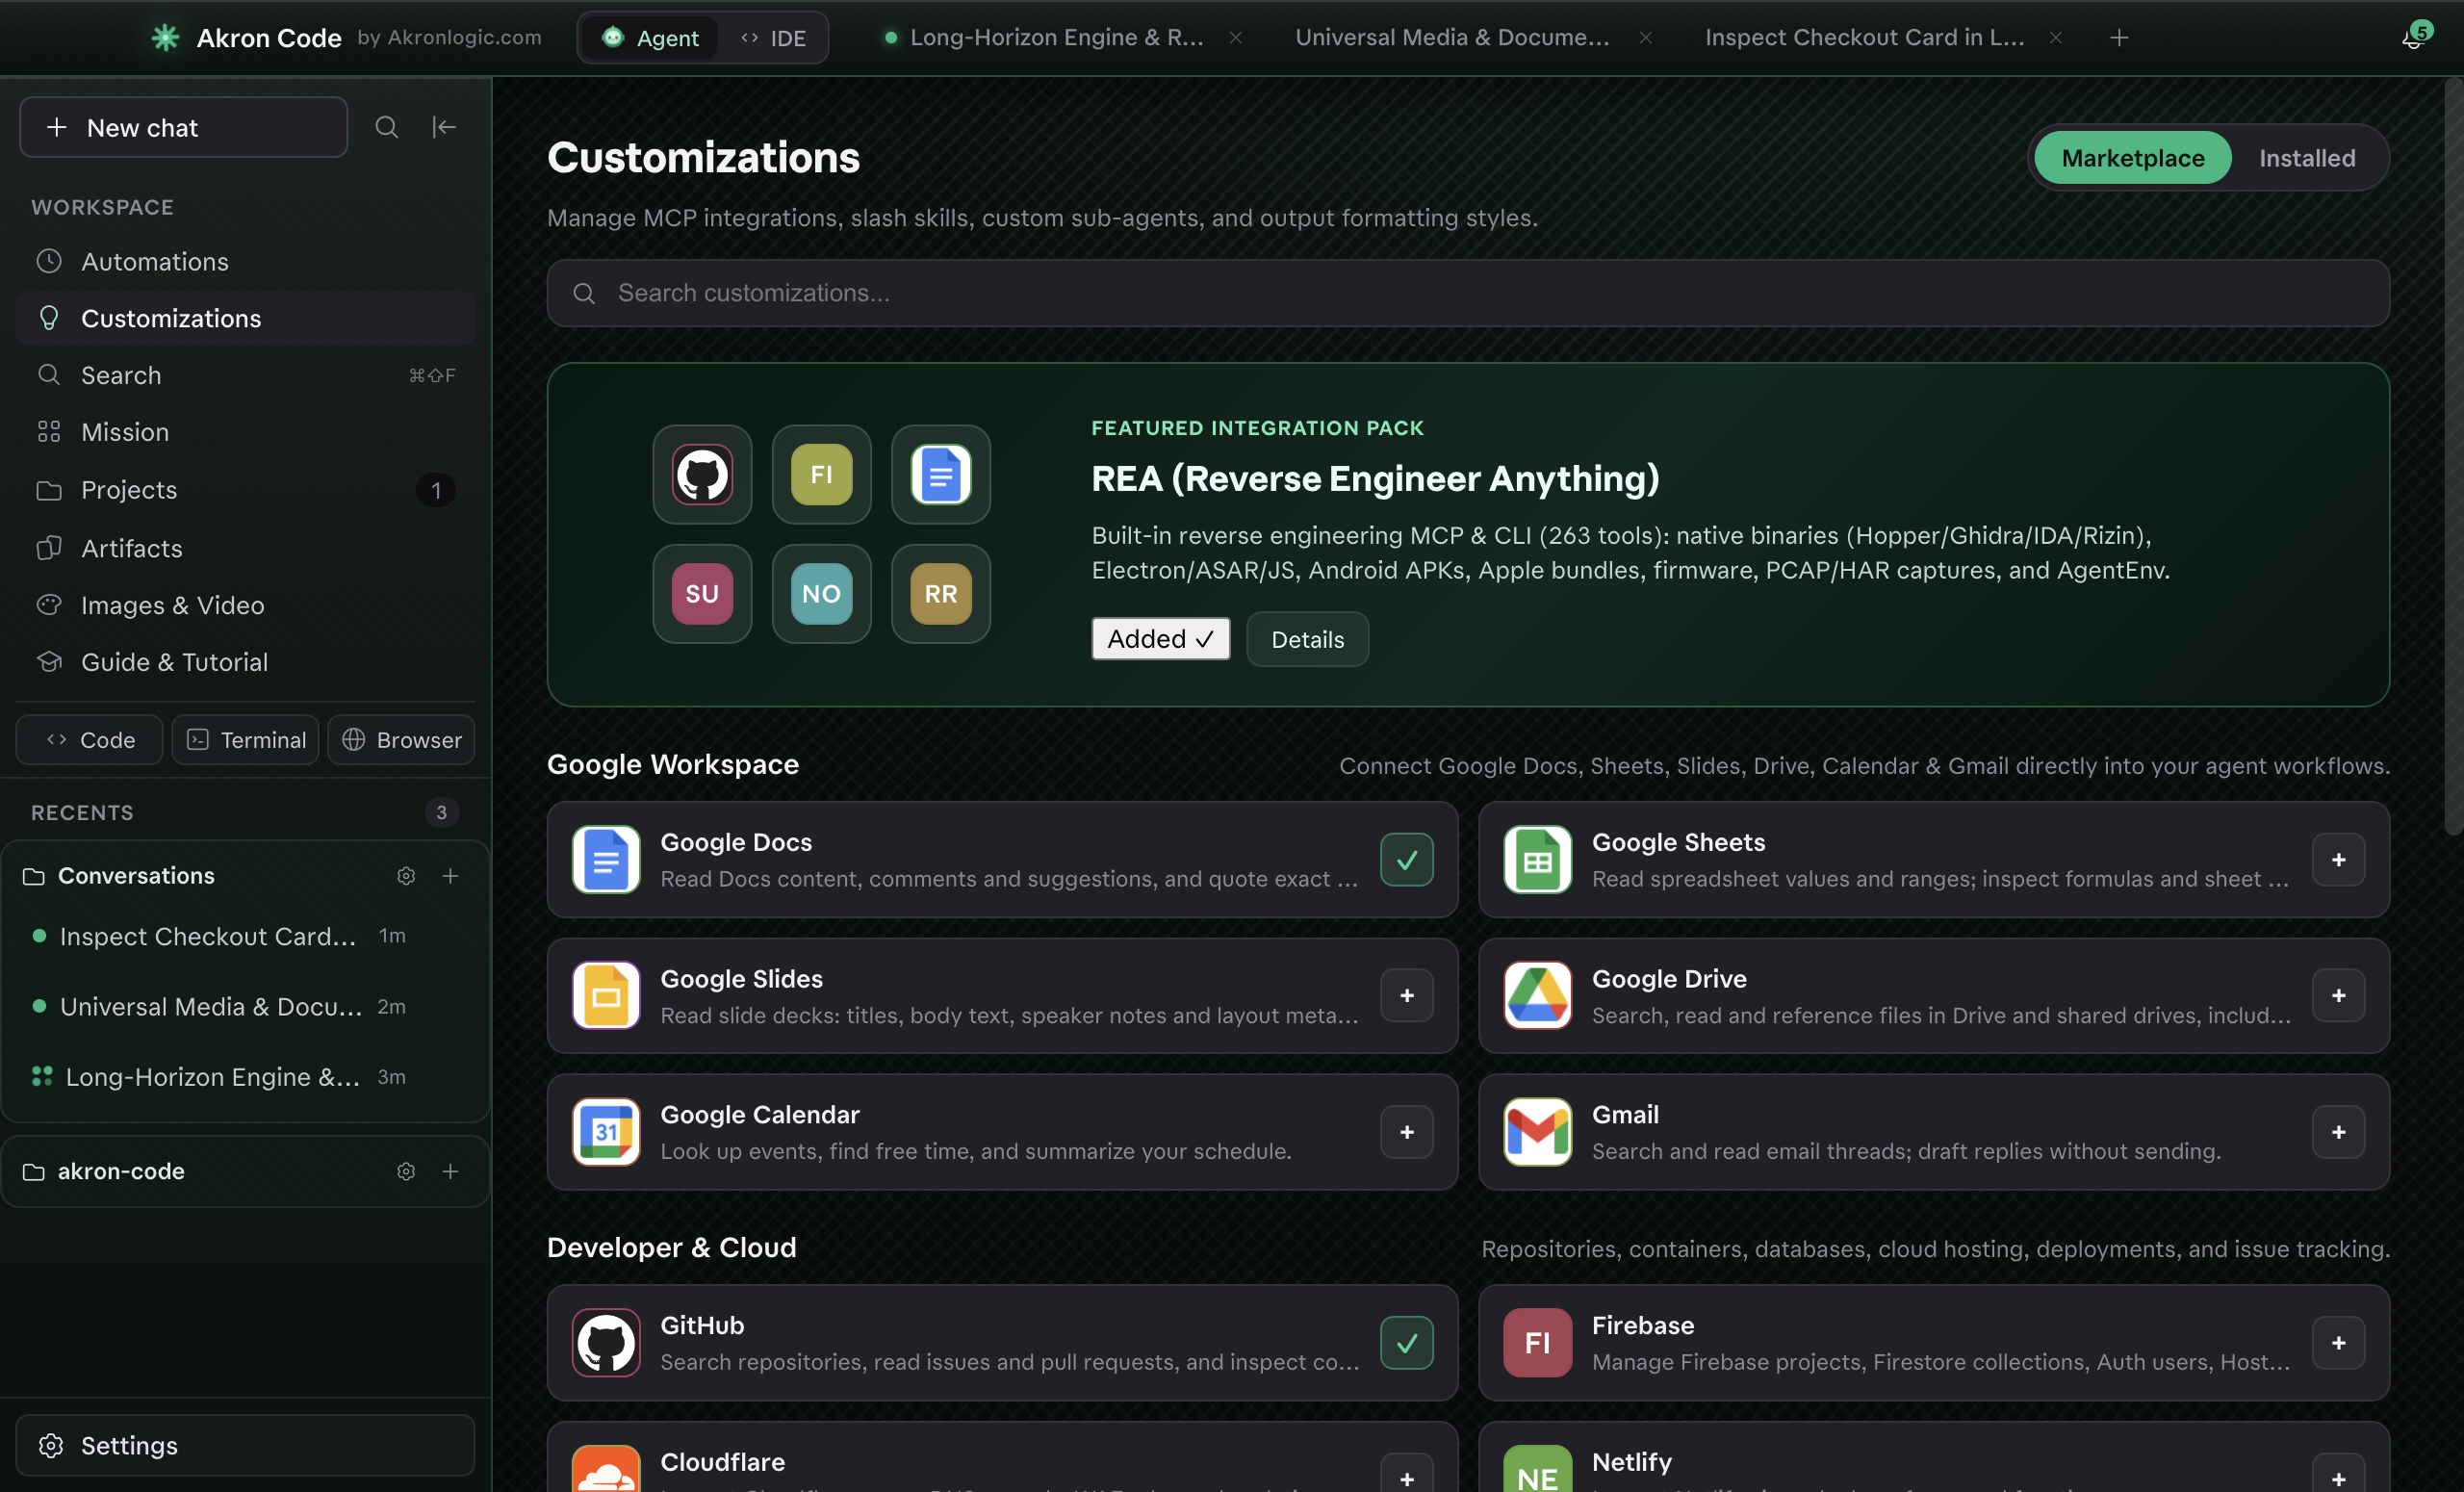 Akron Code by Akronlogic.com
Agent
IDE
Long-Horizon Engine & R...
Universal Media & Docume...
Inspect Checkout Card in L...
5
New chat
WORKSPACE
Automations
Customizations
Search ⌘⇧F
Mission
Projects 1
Artifacts
Images & Video
Guide & Tutorial
Code
Terminal
Browser
RECENTS 3
Conversations
Inspect Checkout Card... 1m
Universal Media & Docu... 2m
Long-Horizon Engine &... 3m
akron-code
Settings
Customizations
Marketplace
Installed
Manage MCP integrations, slash skills, custom sub-agents, and output formatting styles.
Search customizations...
FI
SU
NO
RR
FEATURED INTEGRATION PACK
REA (Reverse Engineer Anything)
Built-in reverse engineering MCP & CLI (263 tools): native binaries (Hopper/Ghidra/IDA/Rizin),
Electron/ASAR/JS, Android APKs, Apple bundles, firmware, PCAP/HAR captures, and AgentEnv.
Added ✓
Details
Google Workspace
Connect Google Docs, Sheets, Slides, Drive, Calendar & Gmail directly into your agent workflows.
Google Docs
Read Docs content, comments and suggestions, and quote exact ...
Google Sheets
Read spreadsheet values and ranges; inspect formulas and sheet ...
Google Slides
Read slide decks: titles, body text, speaker notes and layout meta...
Google Drive
Search, read and reference files in Drive and shared drives, includ...
31
Google Calendar
Look up events, find free time, and summarize your schedule.
Gmail
Search and read email threads; draft replies without sending.
Developer & Cloud
Repositories, containers, databases, cloud hosting, deployments, and issue tracking.
GitHub
Search repositories, read issues and pull requests, and inspect co...
FI
Firebase
Manage Firebase projects, Firestore collections, Auth users, Host...
Cloudflare
NE
Netlify